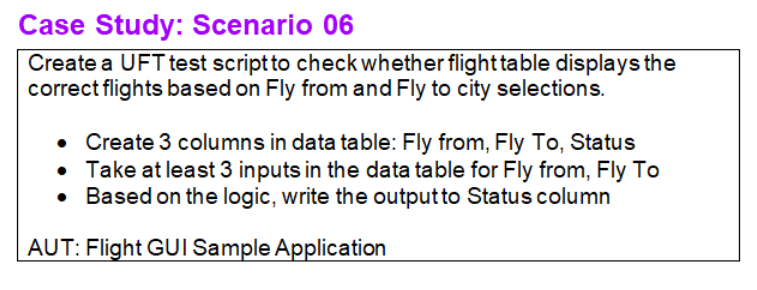 Case Study: Scenario 06
Create a UFT test script to check whether flight table displays the
correct flights based on Fly from and Fly to city selections.
• Create 3 columns in data table: Fly from, Fly To, Status
• Take at least 3 inputs in the data table for Fly from, Fly To
• Based on the logic, write the output to Status column
AUT: Flight GUI Sample Application